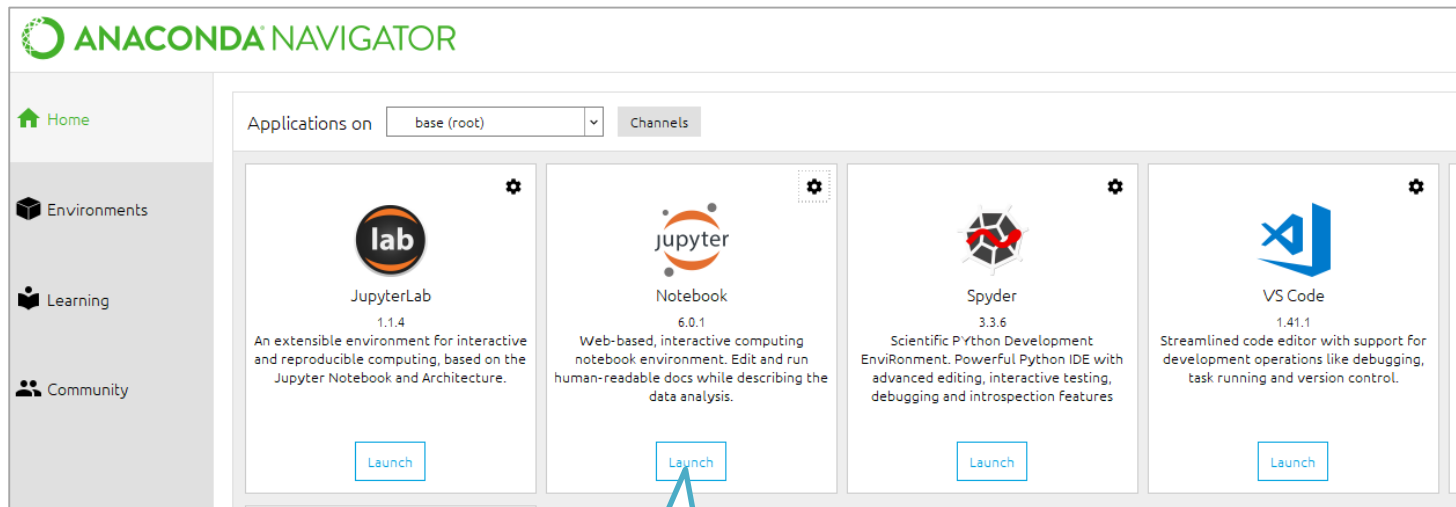 ANACONDA NAVIGATOR
Home
Environments
Learning
Community
Applications on base (root) Channels
lab
JupyterLab
1.1.4
An extensible environment for interactive
and reproducible computing, based on the
Jupyter Notebook and Architecture.
Launch
jupyter
Notebook
6.0.1
Web-based, interactive computing
notebook environment. Edit and run
human-readable docs while describing the
data analysis.
Launch
Spyder
3.3.6
Scientific PYthon Development
EnviRonment. Powerful Python IDE with
advanced editing, interactive testing,
debugging and introspection features
Launch
VS Code
1.41.1
Streamlined code editor with support for
development operations like debugging,
task running and version control.
Launch